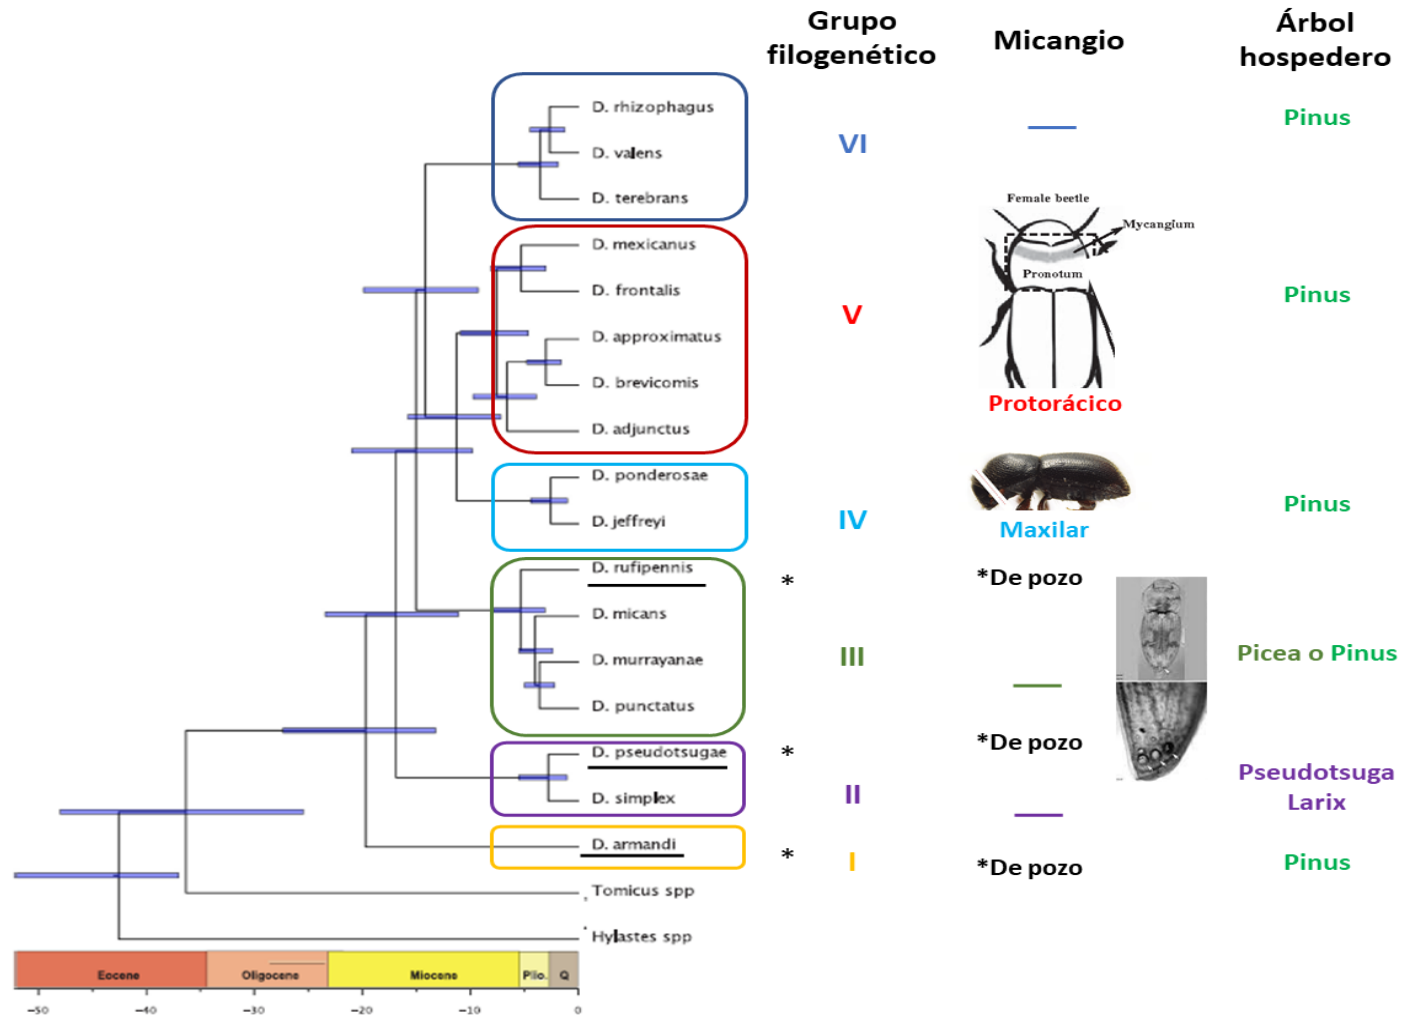 Grupo
filogenético
Micangio
Árbol
hospedero
D. rhizophagus
D. valens
D. terebrans
VI
Pinus
D. mexicanus
D. frontalis
D. approximatus
D. brevicomis
D. adjunctus
V
Female beetle
Mycangium
Pronotum
Protorácico
Pinus
D. ponderosae
D. jeffreyi
IV
Maxilar
Pinus
D. rufipennis
*
*De pozo
D. micans
D. murrayanae
D. punctatus
III
Picea o Pinus
D. pseudotsugae
*
*De pozo
D. simplex
II
Pseudotsuga
Larix
D. armandi
*
I
*De pozo
Pinus
Tomicus spp
Hylastes spp
Eocene
Oligocene
Miocene
Plio.
Q
−50
−40
−30
−20
−10
0